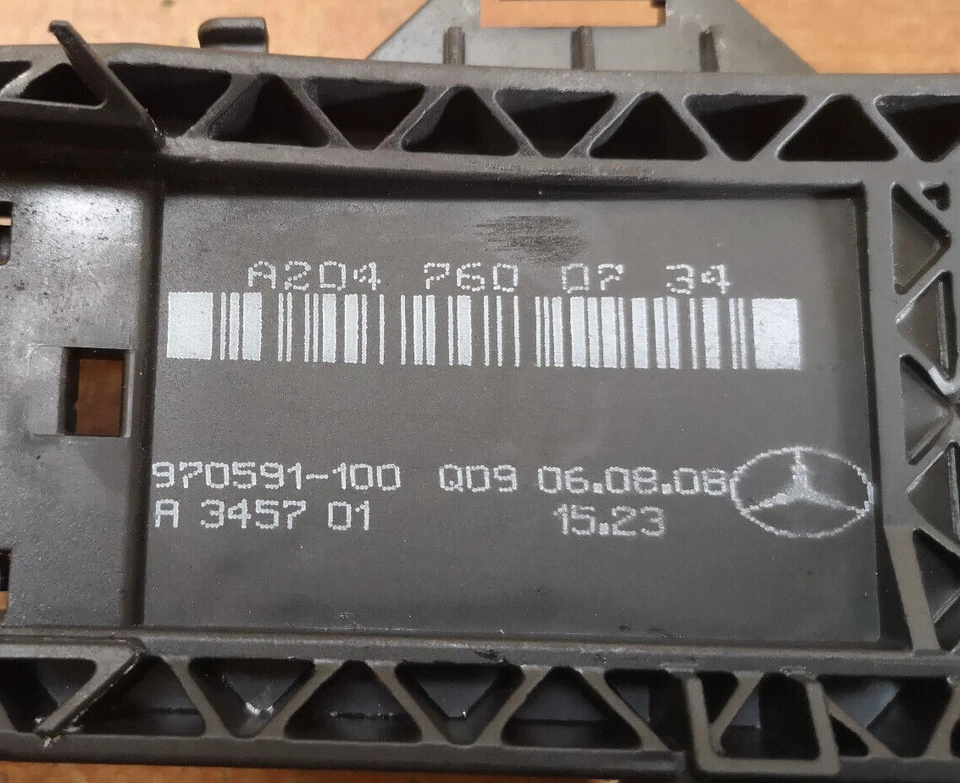 A204 760 07 34
970591-100 Q09 06.08.08
A 3457 01 15.23